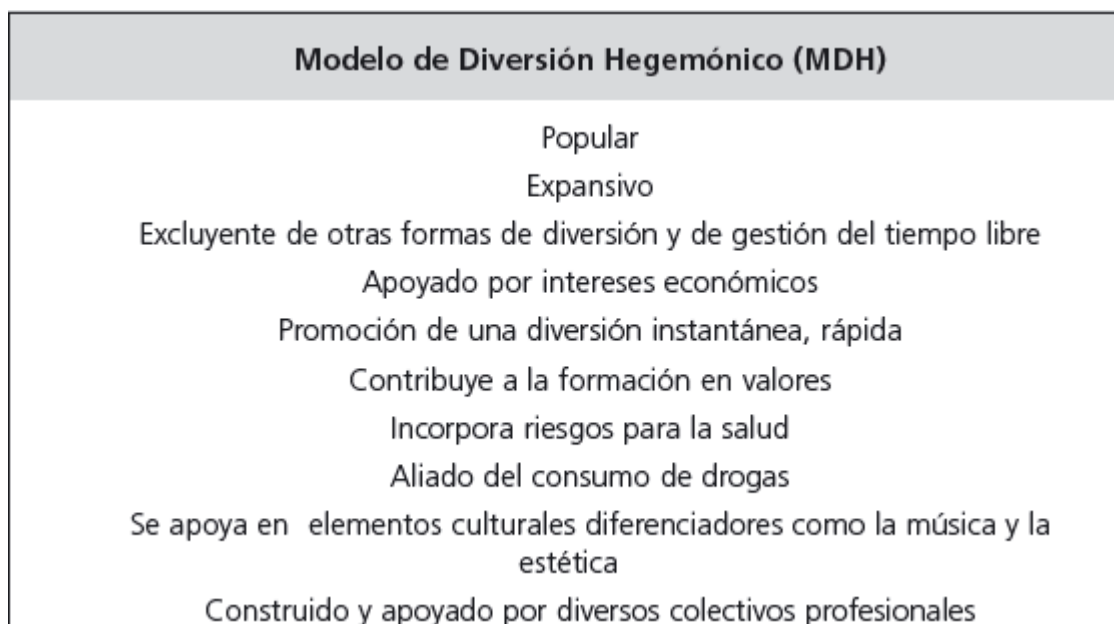 Modelo de Diversión Hegemónico (MDH)
Popular
Expansivo
Excluyente de otras formas de diversión y de gestión del tiempo libre
Apoyado por intereses económicos
Promoción de una diversión instantánea, rápida
Contribuye a la formación en valores
Incorpora riesgos para la salud
Aliado del consumo de drogas
Se apoya en elementos culturales diferenciadores como la música y la
estética
Construido y apoyado por diversos colectivos profesionales